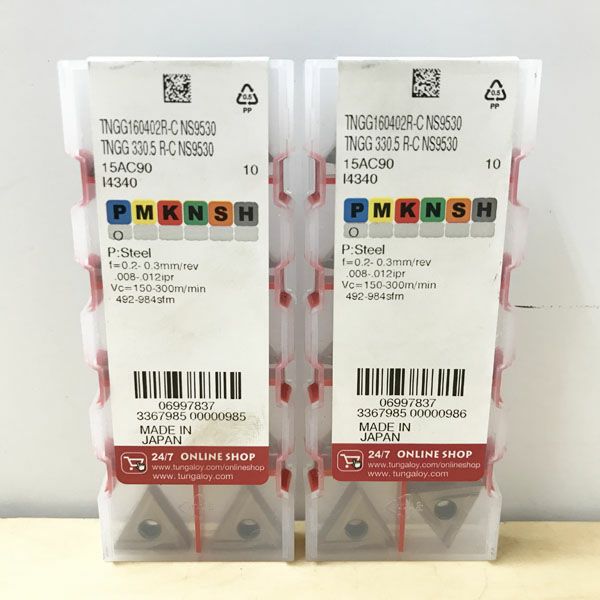 0.5
PP
TNGG160402R-C NS9530
TNGG 330.5 R-C NS9530
15AC90 10
I4340
P M K N S H
O
P:Steel
f=0.2- 0.3mm/rev
.008-.012ipr
Vc=150-300m/min
492-984sfm
06997837
3367985 00000985
MADE IN
JAPAN
24/7 ONLINE SHOP
www.tungaloy.com/onlineshop
www.tungaloy.com
0.5
PP
TNGG160402R-C NS9530
TNGG 330.5 R-C NS9530
15AC90 10
I4340
P M K N S H
O
P:Steel
f=0.2- 0.3mm/rev
.008-.012ipr
Vc=150-300m/min
492-984sfm
06997837
3367985 00000986
MADE IN
JAPAN
24/7 ONLINE SHOP
www.tungaloy.com/onlineshop
www.tungaloy.com